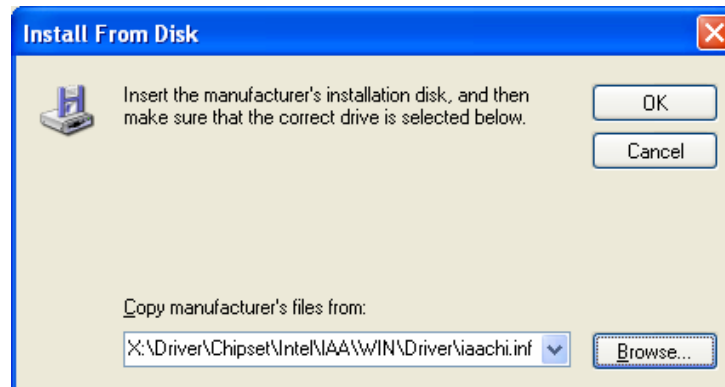 Install From Disk
Insert the manufacturer's installation disk, and then
make sure that the correct drive is selected below.
OK
Cancel
Copy manufacturer's files from:
X:\Driver\Chipset\Intel\IAA\WIN\Driver\iaachi.inf
Browse...